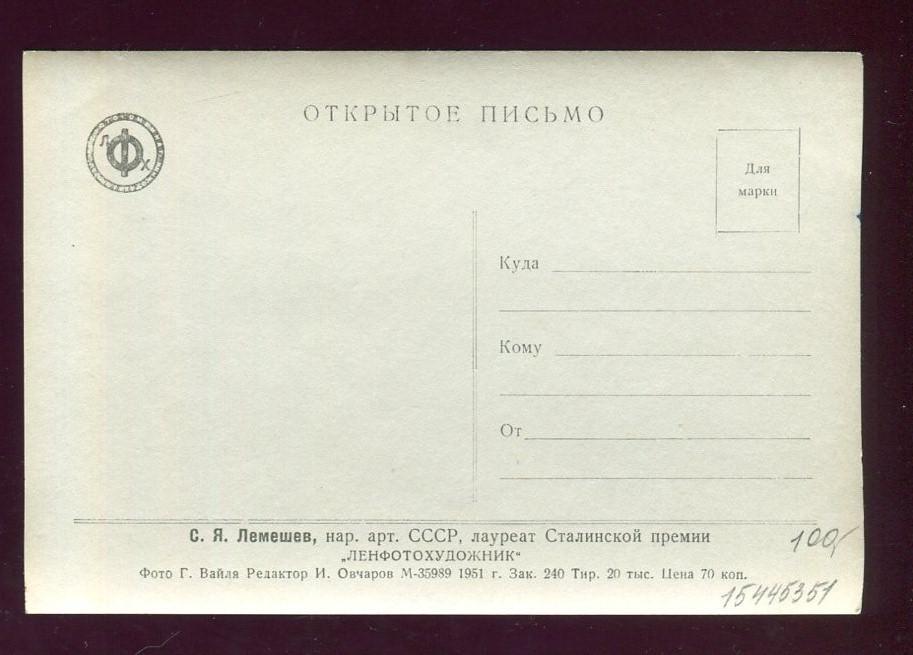 ОТКРЫТОЕ ПИСЬМО
Л Ф Х
Для
марки
Куда
Кому
От
С. Я. Лемешев, нар. арт. СССР, лауреат Сталинской премии
„ЛЕНФОТОХУДОЖНИК“
Фото Г. Вайля Редактор И. Овчаров М-35989 1951 г. Зак. 240 Тир. 20 тыс. Цена 70 коп.
100,
15445351